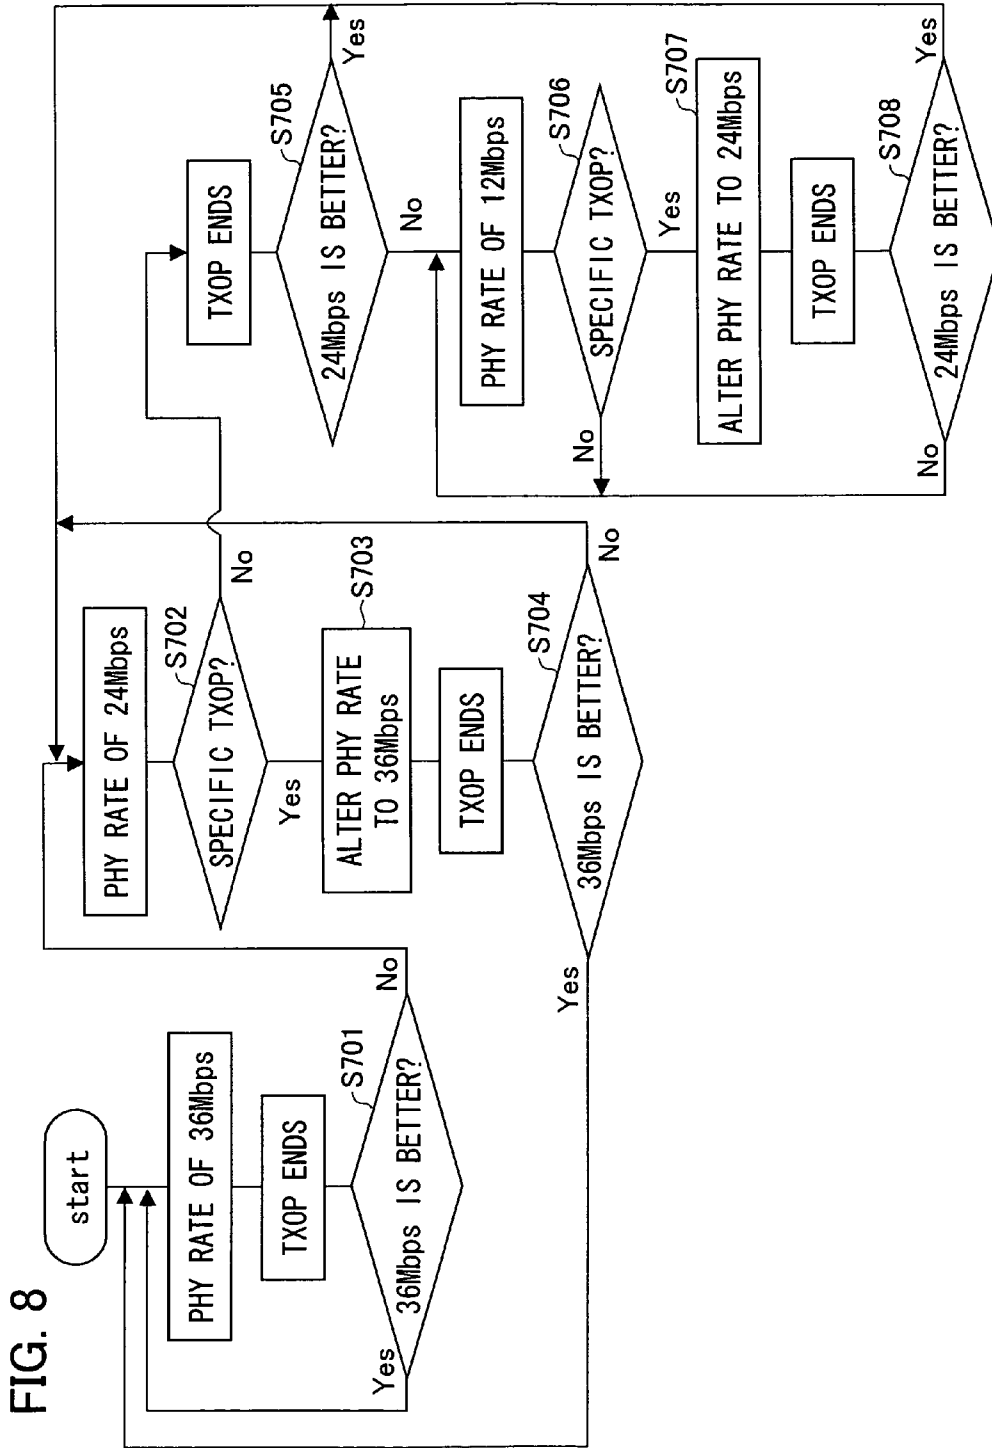 FIG. 8
start
PHY RATE OF 36Mbps
TXOP ENDS
S701
36Mbps IS BETTER?
Yes
No
PHY RATE OF 24Mbps
S702
SPECIFIC TXOP?
No
Yes
S703
ALTER PHY RATE
TO 36Mbps
TXOP ENDS
S704
36Mbps IS BETTER?
Yes
No
TXOP ENDS
S705
24Mbps IS BETTER?
Yes
No
PHY RATE OF 12Mbps
S706
SPECIFIC TXOP?
No
Yes
S707
ALTER PHY RATE TO 24Mbps
TXOP ENDS
S708
24Mbps IS BETTER?
No
Yes